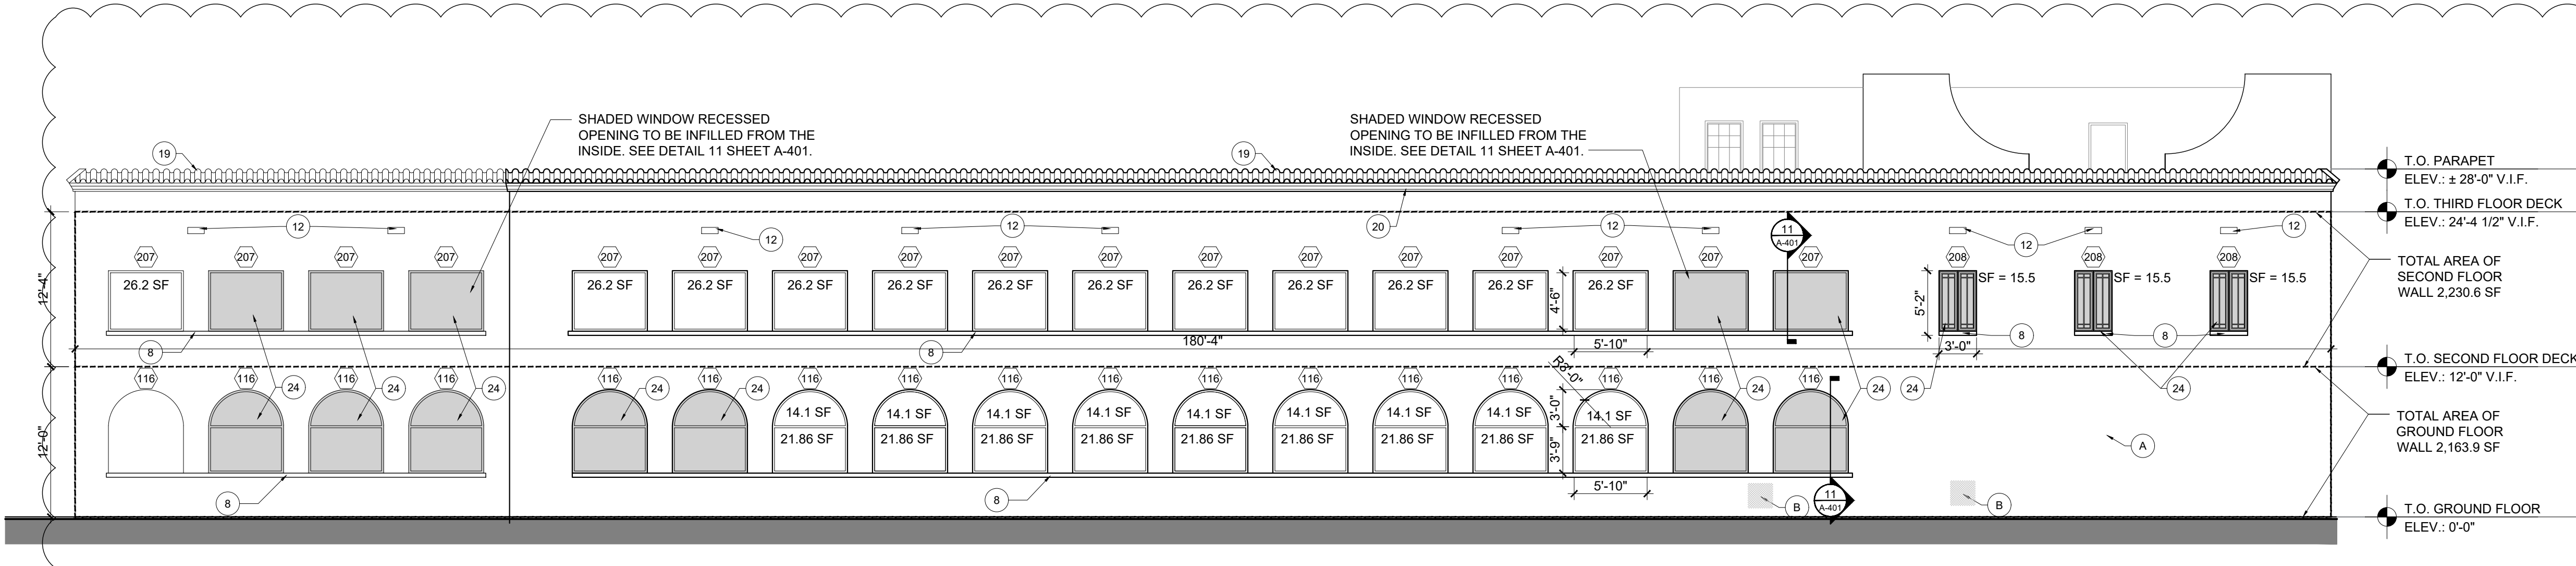 SHADED WINDOW RECESSED
OPENING TO BE INFILLED FROM THE
INSIDE. SEE DETAIL 11 SHEET A-401.
SHADED WINDOW RECESSED
OPENING TO BE INFILLED FROM THE
INSIDE. SEE DETAIL 11 SHEET A-401.
19
19
T.O. PARAPET
ELEV.: ± 28'-0" V.I.F.
T.O. THIRD FLOOR DECK
ELEV.: 24'-4 1/2" V.I.F.
20
12
12
12
12
12
12
11
A-401
207 207 207 207 207 207 207 207 207 207 207 207 207 207 207 207 207
208 208 208
TOTAL AREA OF
SECOND FLOOR
WALL 2,230.6 SF
26.2 SF
26.2 SF 26.2 SF 26.2 SF 26.2 SF 26.2 SF 26.2 SF 26.2 SF 26.2 SF 26.2 SF 26.2 SF 26.2 SF
SF = 15.5
SF = 15.5
SF = 15.5
12'-4"
4'-6"
5'-2"
8
8
8
8
180'-4"
5'-10"
3'-0"
T.O. SECOND FLOOR DECK
ELEV.: 12'-0" V.I.F.
116 116 116 116 116 116 116 116 116 116 116 116 116 116 116 116 116
24 24 24 24 24 24 24 24 24
R3'-0"
14.1 SF 14.1 SF 14.1 SF 14.1 SF 14.1 SF 14.1 SF 14.1 SF 14.1 SF 14.1 SF
21.86 SF 21.86 SF 21.86 SF 21.86 SF 21.86 SF 21.86 SF 21.86 SF 21.86 SF 21.86 SF
3'-0"
3'-9"
12'-0"
TOTAL AREA OF
GROUND FLOOR
WALL 2,163.9 SF
A
5'-10"
8
8
11
A-401
B
B
T.O. GROUND FLOOR
ELEV.: 0'-0"